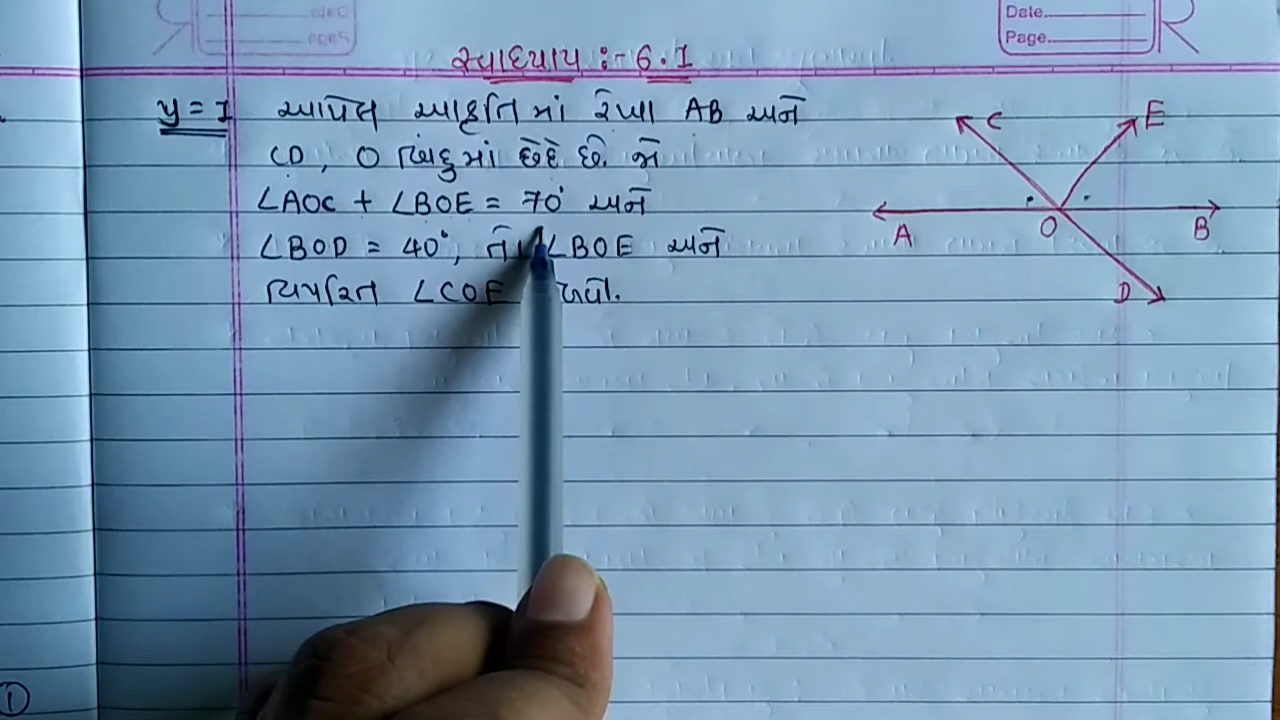 Date.
Page.
સ્વાધ્યાય :- 6.1
પ્ર = 1 આપેલ આકૃતિ માં રેખા AB અને
CD, O બિંદુમાં છેદે છે. જો
∠AOC + ∠BOE = 70° અને
∠BOD = 40°, ∠BOE અને
વિપરિત ∠COE
C
E
A
O
B
D
1